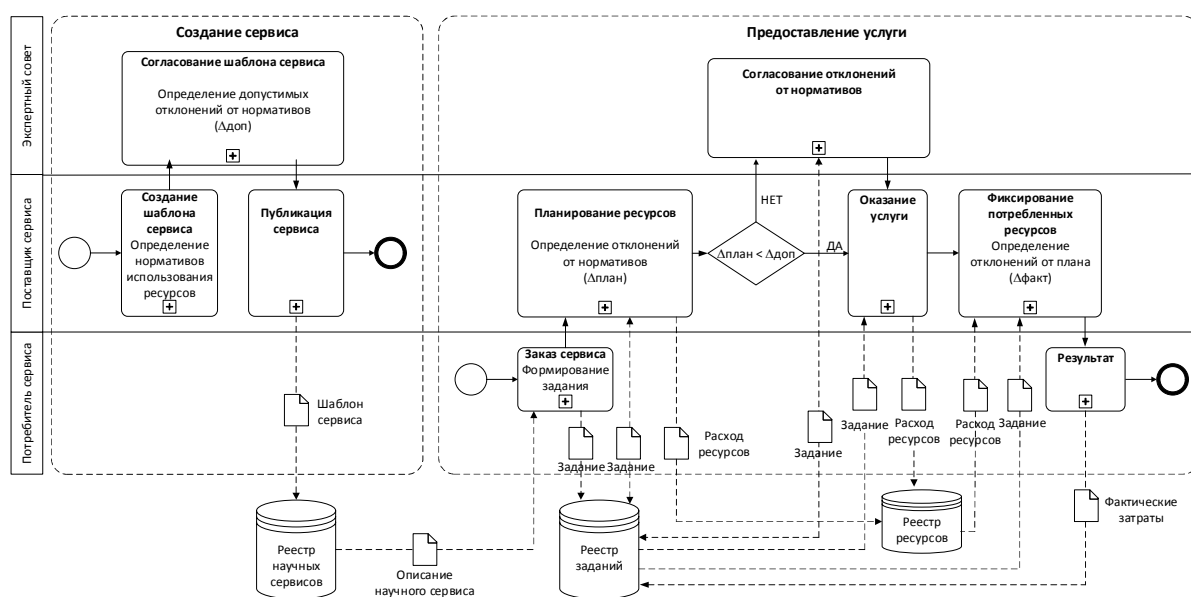 Создание сервиса
Предоставление услуги
Экспертный совет
Согласование шаблона сервиса
Определение допустимых
отклонений от нормативов
(Δдоп)
Согласование отклонений
от нормативов
Поставщик сервиса
Создание
шаблона
сервиса
Определение
нормативов
использования
ресурсов
Публикация
сервиса
Планирование ресурсов
Определение отклонений
от нормативов
(Δплан)
НЕТ
Δплан < Δдоп
ДА
Оказание
услуги
Фиксирование
потребленных
ресурсов
Определение
отклонений от плана
(Δфакт)
Потребитель сервиса
Заказ сервиса
Формирование
задания
Результат
Шаблон
сервиса
Задание
Задание
Расход
ресурсов
Задание
Задание
Расход
ресурсов
Расход
ресурсов
Задание
Фактические
затраты
Реестр
научных
сервисов
Описание
научного сервиса
Реестр
заданий
Реестр
ресурсов